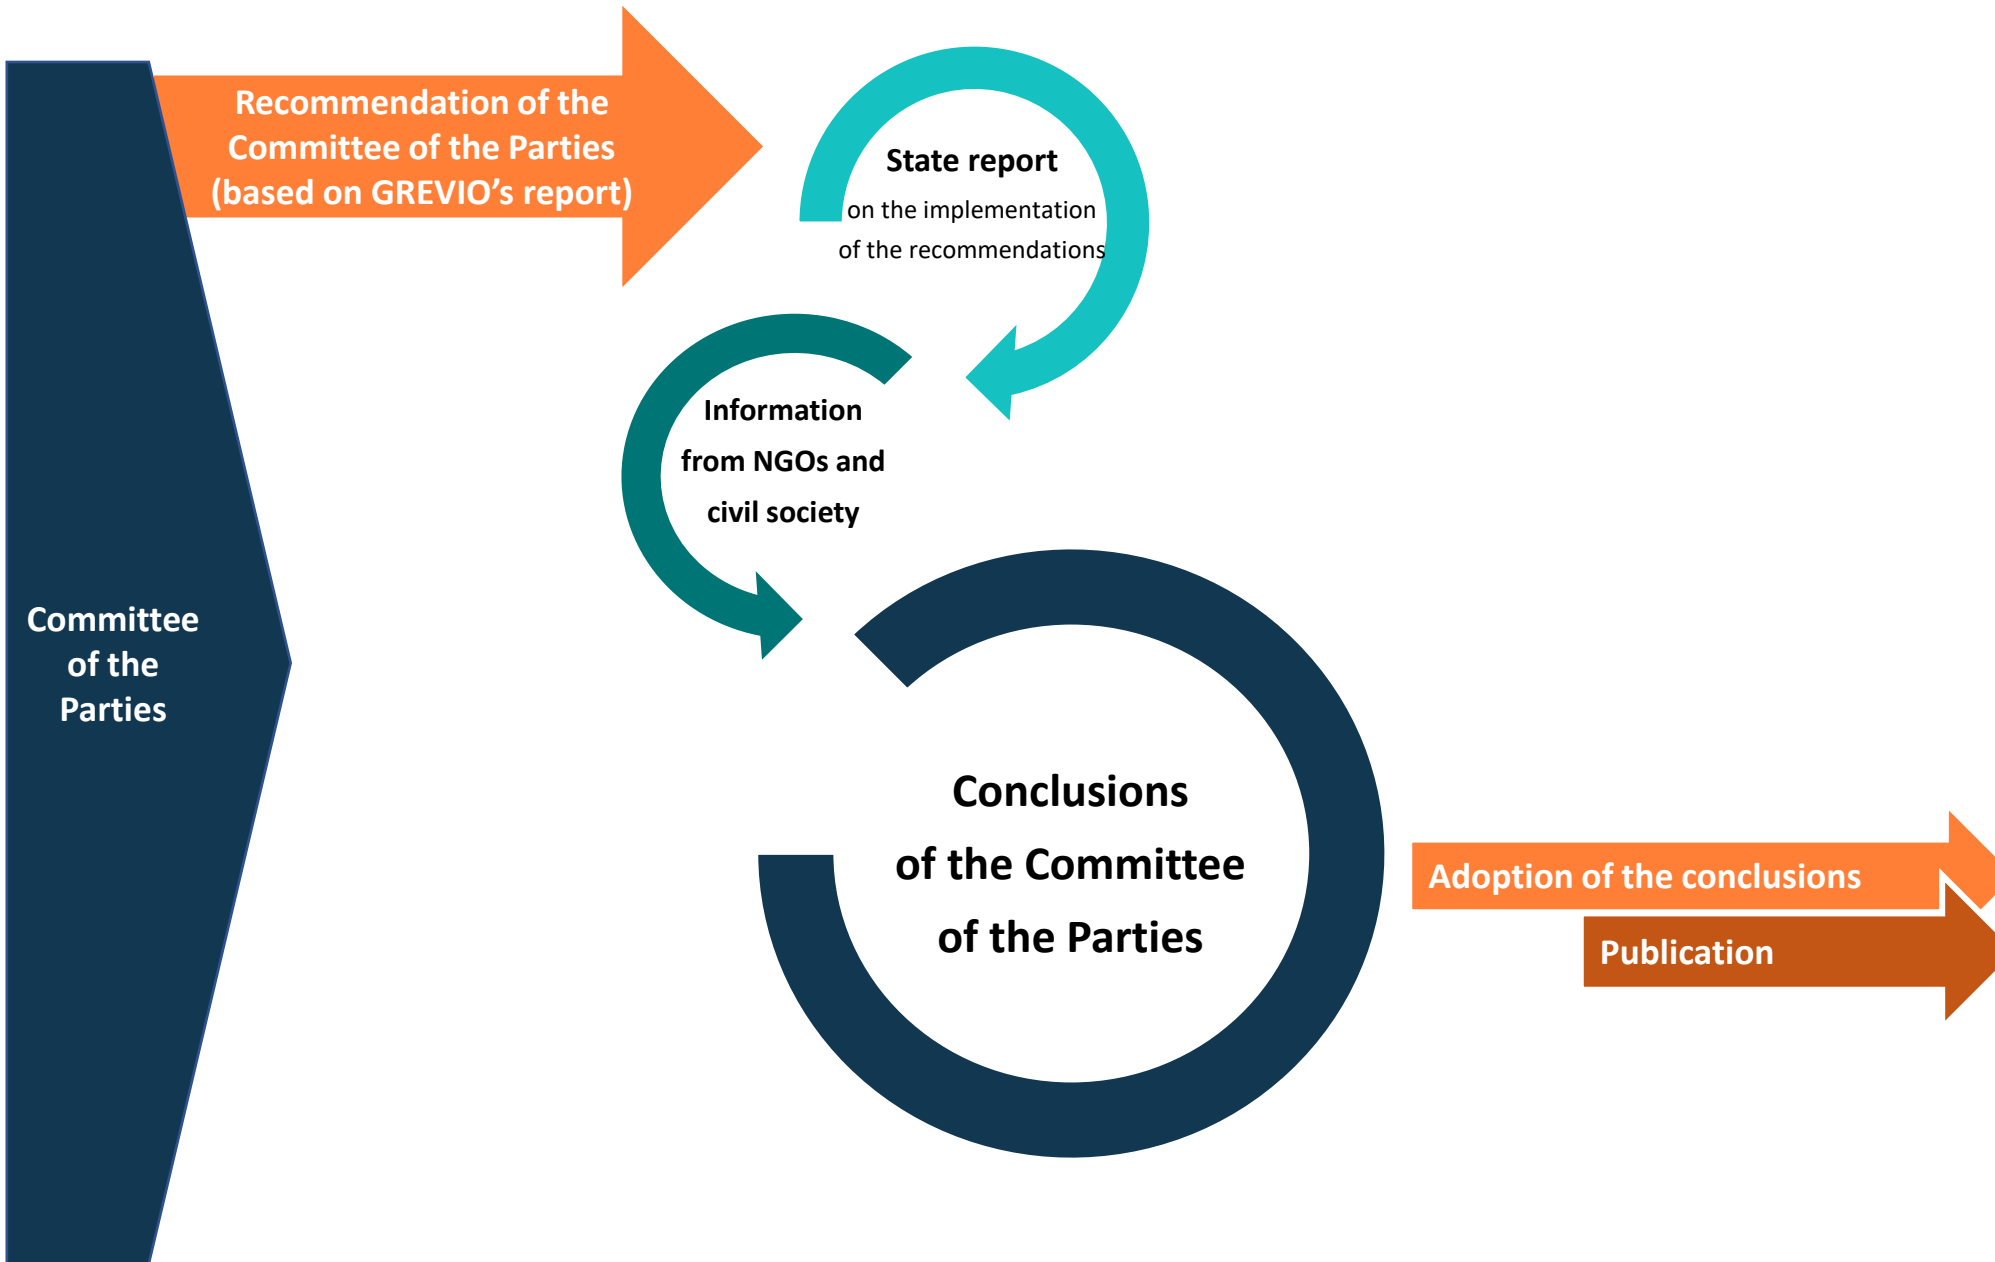 Recommendation of the
Committee of the Parties
(based on GREVIO’s report)
State report
on the implementation
of the recommendations
Information
from NGOs and
civil society
Committee
of the
Parties
Conclusions
of the Committee
of the Parties
Adoption of the conclusions
Publication